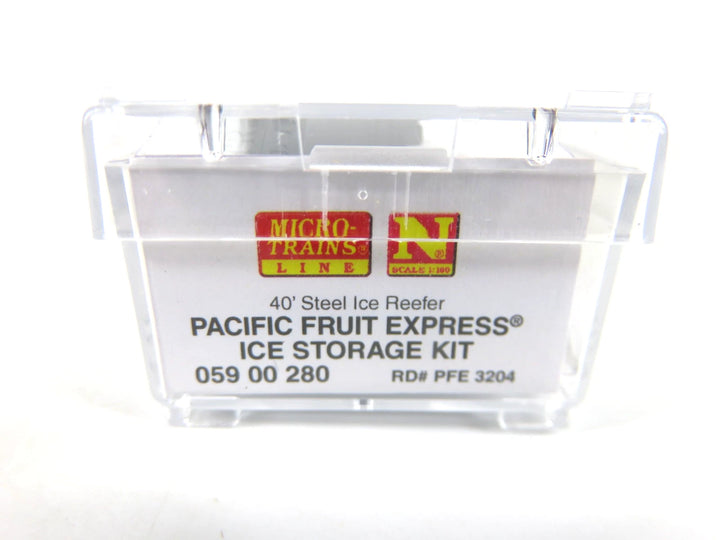 MICRO-
TRAINS®
LINE
N®
SCALE 1:160
40' Steel Ice Reefer
PACIFIC FRUIT EXPRESS®
ICE STORAGE KIT
059 00 280 RD# PFE 3204